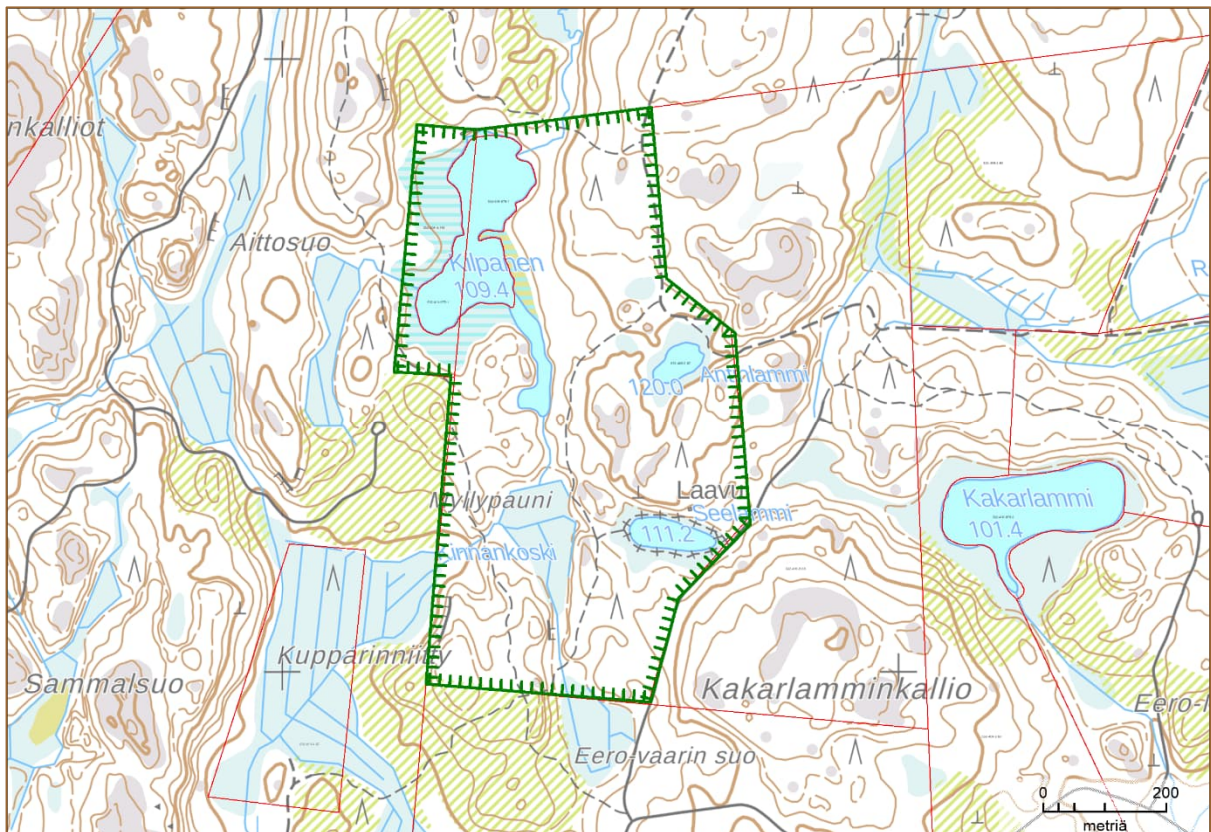 nkalliot
Aittosuo
Kilpanen
109.4
R
120.0
Antinlammi
Laavu
Myllypauni
Seelammi
111.2
Kinnankoski
Kakarlammi
101.4
Kupparinniitty
Sammalsuo
Kakarlamminkallio
Eero-l
Eero-vaarin suo
0 200
metriä